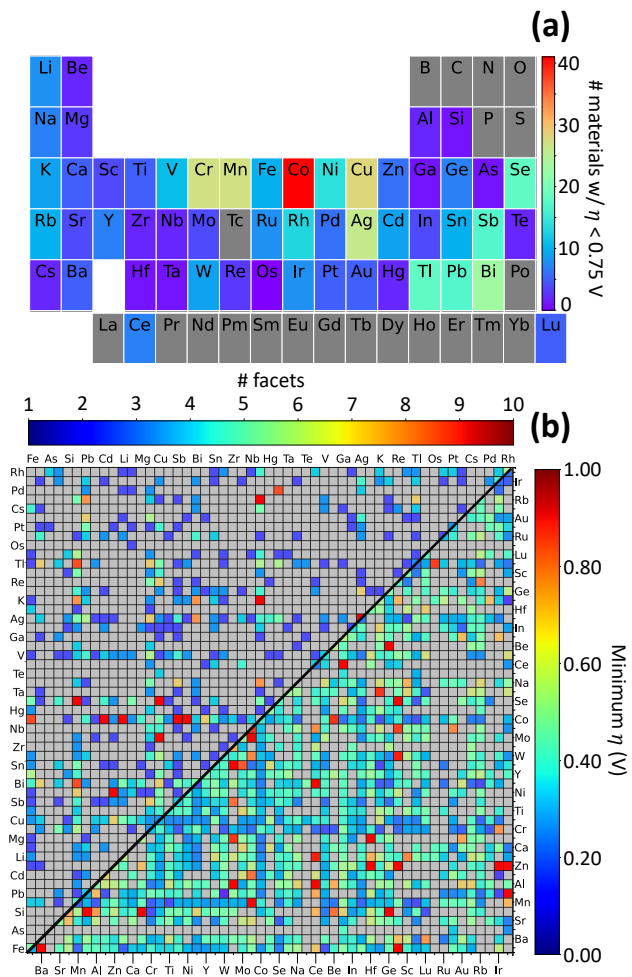 (a)
Li Be B C N O
Na Mg Al Si P S
K Ca Sc Ti V Cr Mn Fe Co Ni Cu Zn Ga Ge As Se
Rb Sr Y Zr Nb Mo Tc Ru Rh Pd Ag Cd In Sn Sb Te
Cs Ba Hf Ta W Re Os Ir Pt Au Hg Tl Pb Bi Po
La Ce Pr Nd Pm Sm Eu Gd Tb Dy Ho Er Tm Yb Lu
40
30
20
10
0
# materials w/ η < 0.75 V
# facets
1 2 3 4 5 6 7 8 9 10
(b)
Fe As Si Pb Cd Li Mg Cu Sb Bi Sn Zr Nb Hg Ta Te V Ga Ag K Re Tl Os Pt Cs Pd Rh
Rh
Pd
Cs
Pt
Os
Tl
Re
K
Ag
Ga
V
Te
Ta
Hg
Nb
Zr
Sn
Bi
Sb
Cu
Mg
Li
Cd
Pb
Si
As
Fe
Ir
Rb
Au
Ru
Lu
Sc
Ge
Hf
In
Be
Ce
Na
Se
Co
Mo
W
Y
Ni
Ti
Cr
Ca
Zn
Al
Mn
Sr
Ba
Ba Sr Mn Al Zn Ca Cr Ti Ni Y W Mo Co Se Na Ce Be In Hf Ge Sc Lu Ru Au Rb Ir
1.00
0.80
0.60
0.40
0.20
0.00
Minimum η (V)